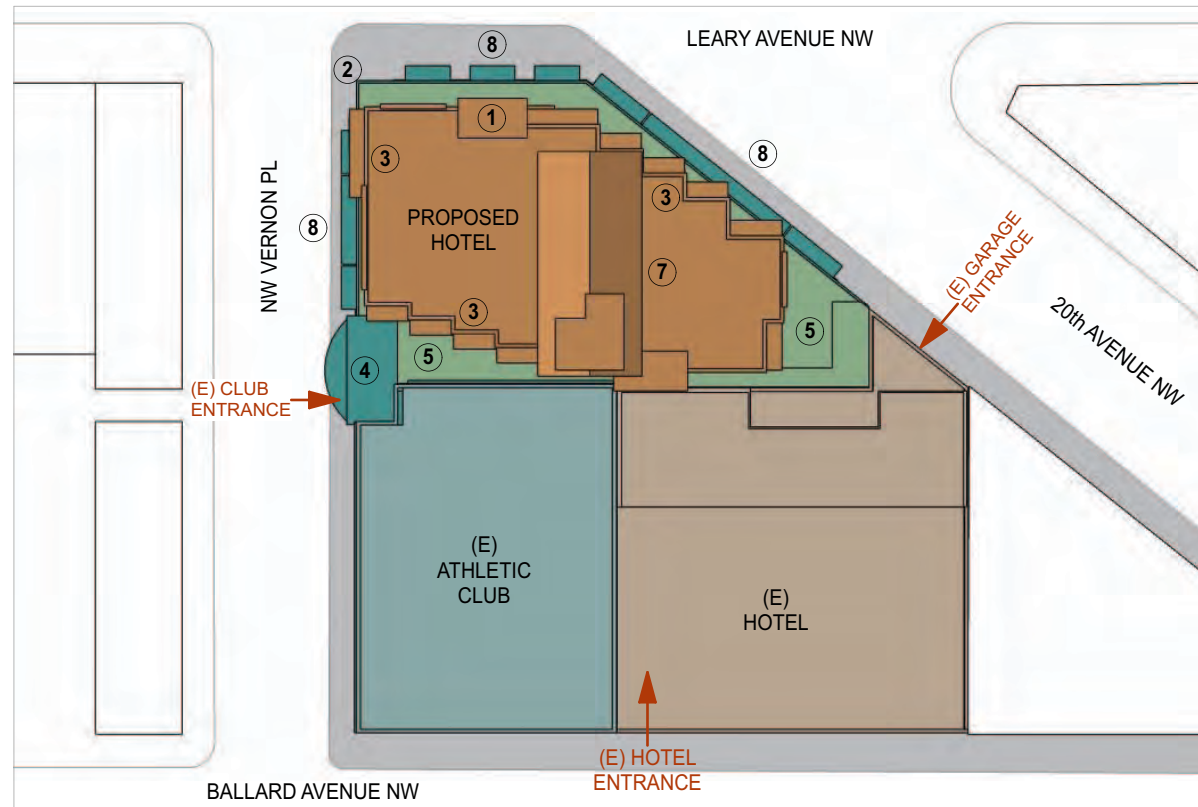 8
LEARY AVENUE NW
2
1
3
8
3
NW VERNON PL
8
PROPOSED
HOTEL
7
(E) GARAGE
ENTRANCE
3
5
20th AVENUE NW
5
4
(E) CLUB
ENTRANCE
(E)
ATHLETIC
CLUB
(E)
HOTEL
(E) HOTEL
ENTRANCE
BALLARD AVENUE NW